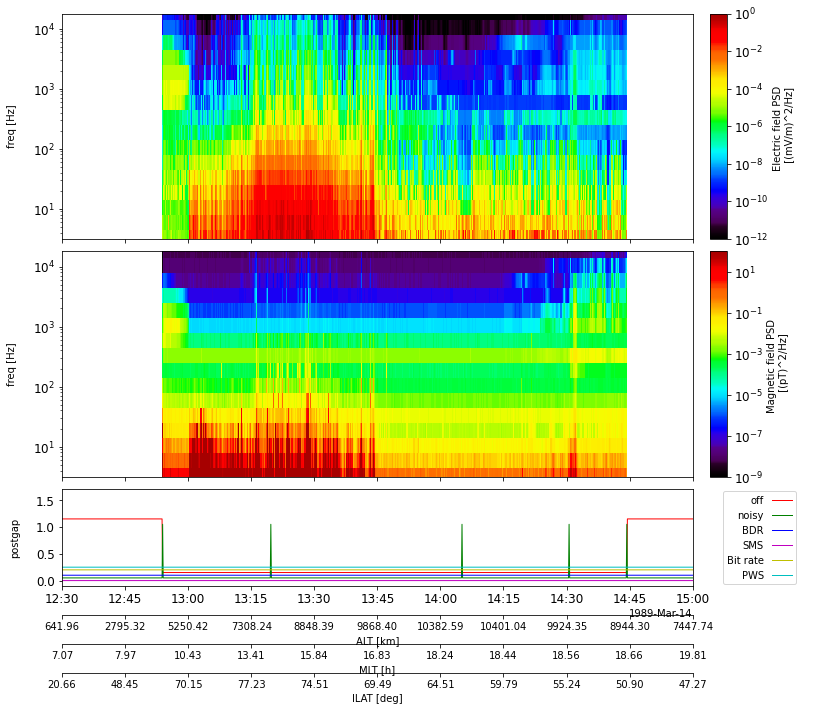 10^4
10^3
10^2
10^1
freq [Hz]
10^0
10^-2
10^-4
10^-6
10^-8
10^-10
10^-12
Electric field PSD
[(mV/m)^2/Hz]
10^4
10^3
10^2
10^1
freq [Hz]
10^1
10^-1
10^-3
10^-5
10^-7
10^-9
Magnetic field PSD
[(pT)^2/Hz]
1.5
1.0
0.5
0.0
postgap
off
noisy
BDR
SMS
Bit rate
PWS
12:30 12:45 13:00 13:15 13:30 13:45 14:00 14:15 14:30 14:45 15:00
1989-Mar-14
641.96 2795.32 5250.42 7308.24 8848.39 9868.40 10382.59 10401.04 9924.35 8944.30 7447.74
ALT [km]
7.07 7.97 10.43 13.41 15.84 16.83 18.24 18.44 18.56 18.66 19.81
MLT [h]
20.66 48.45 70.15 77.23 74.51 69.49 64.51 59.79 55.24 50.90 47.27
ILAT [deg]